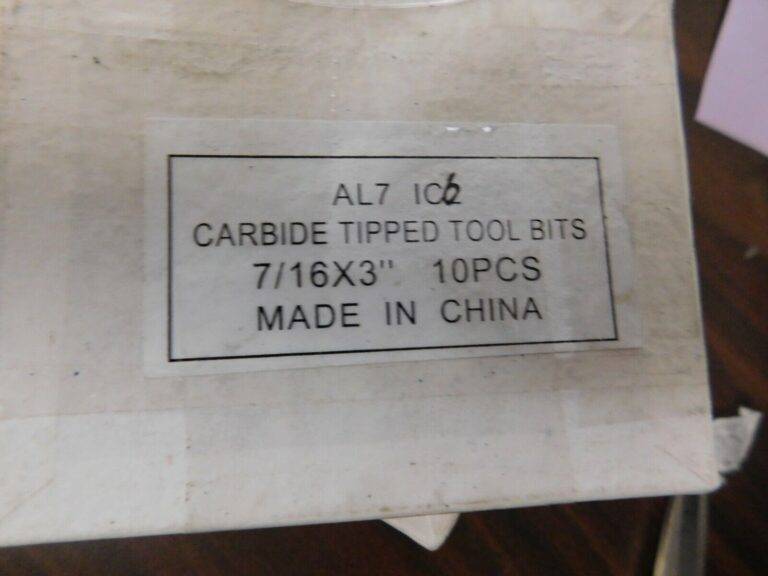 AL7 IC6
CARBIDE TIPPED TOOL BITS
7/16X3" 10PCS
MADE IN CHINA